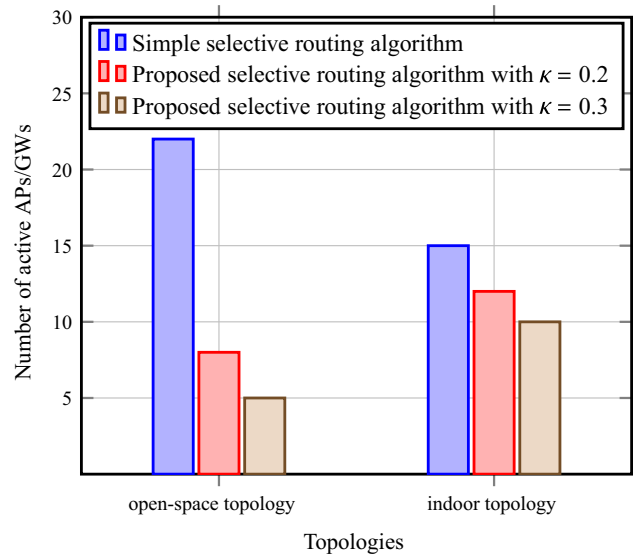 30
25
20
15
10
5
Number of active APs/GWs
Simple selective routing algorithm
Proposed selective routing algorithm with κ = 0.2
Proposed selective routing algorithm with κ = 0.3
open-space topology
indoor topology
Topologies